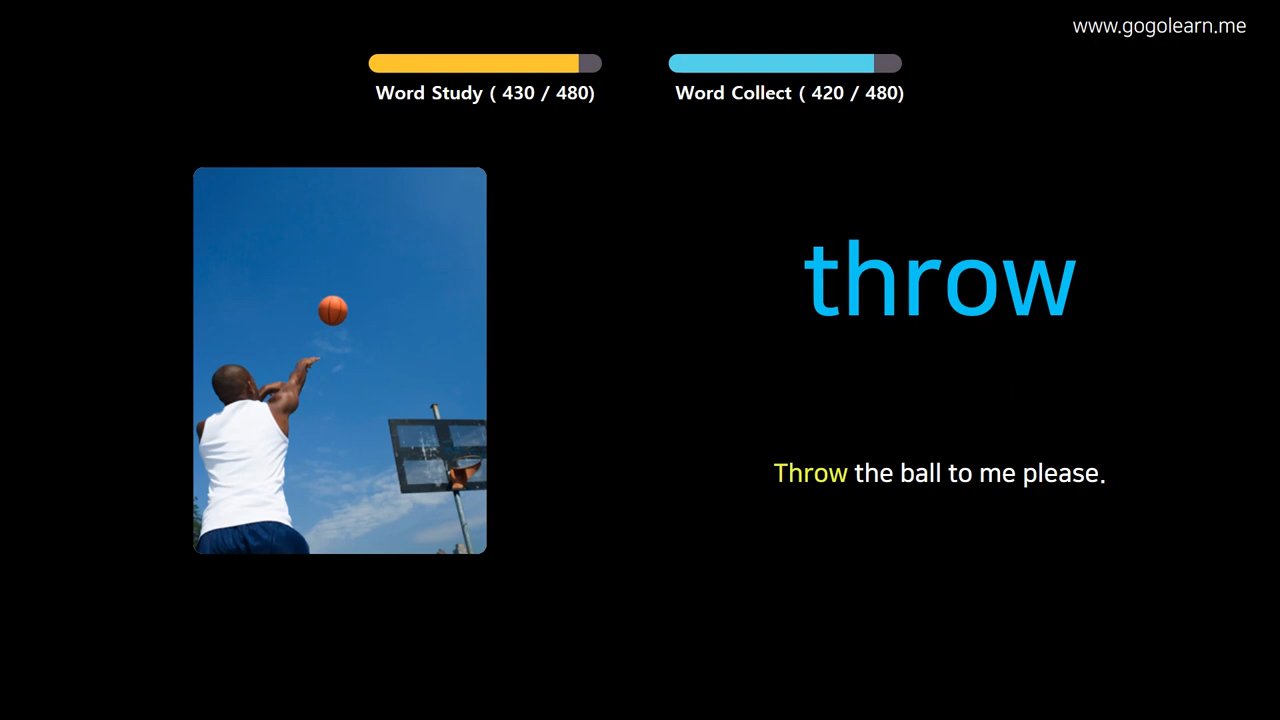 www.gogolearn.me
Word Study ( 430 / 480)
Word Collect ( 420 / 480)
throw
Throw the ball to me please.